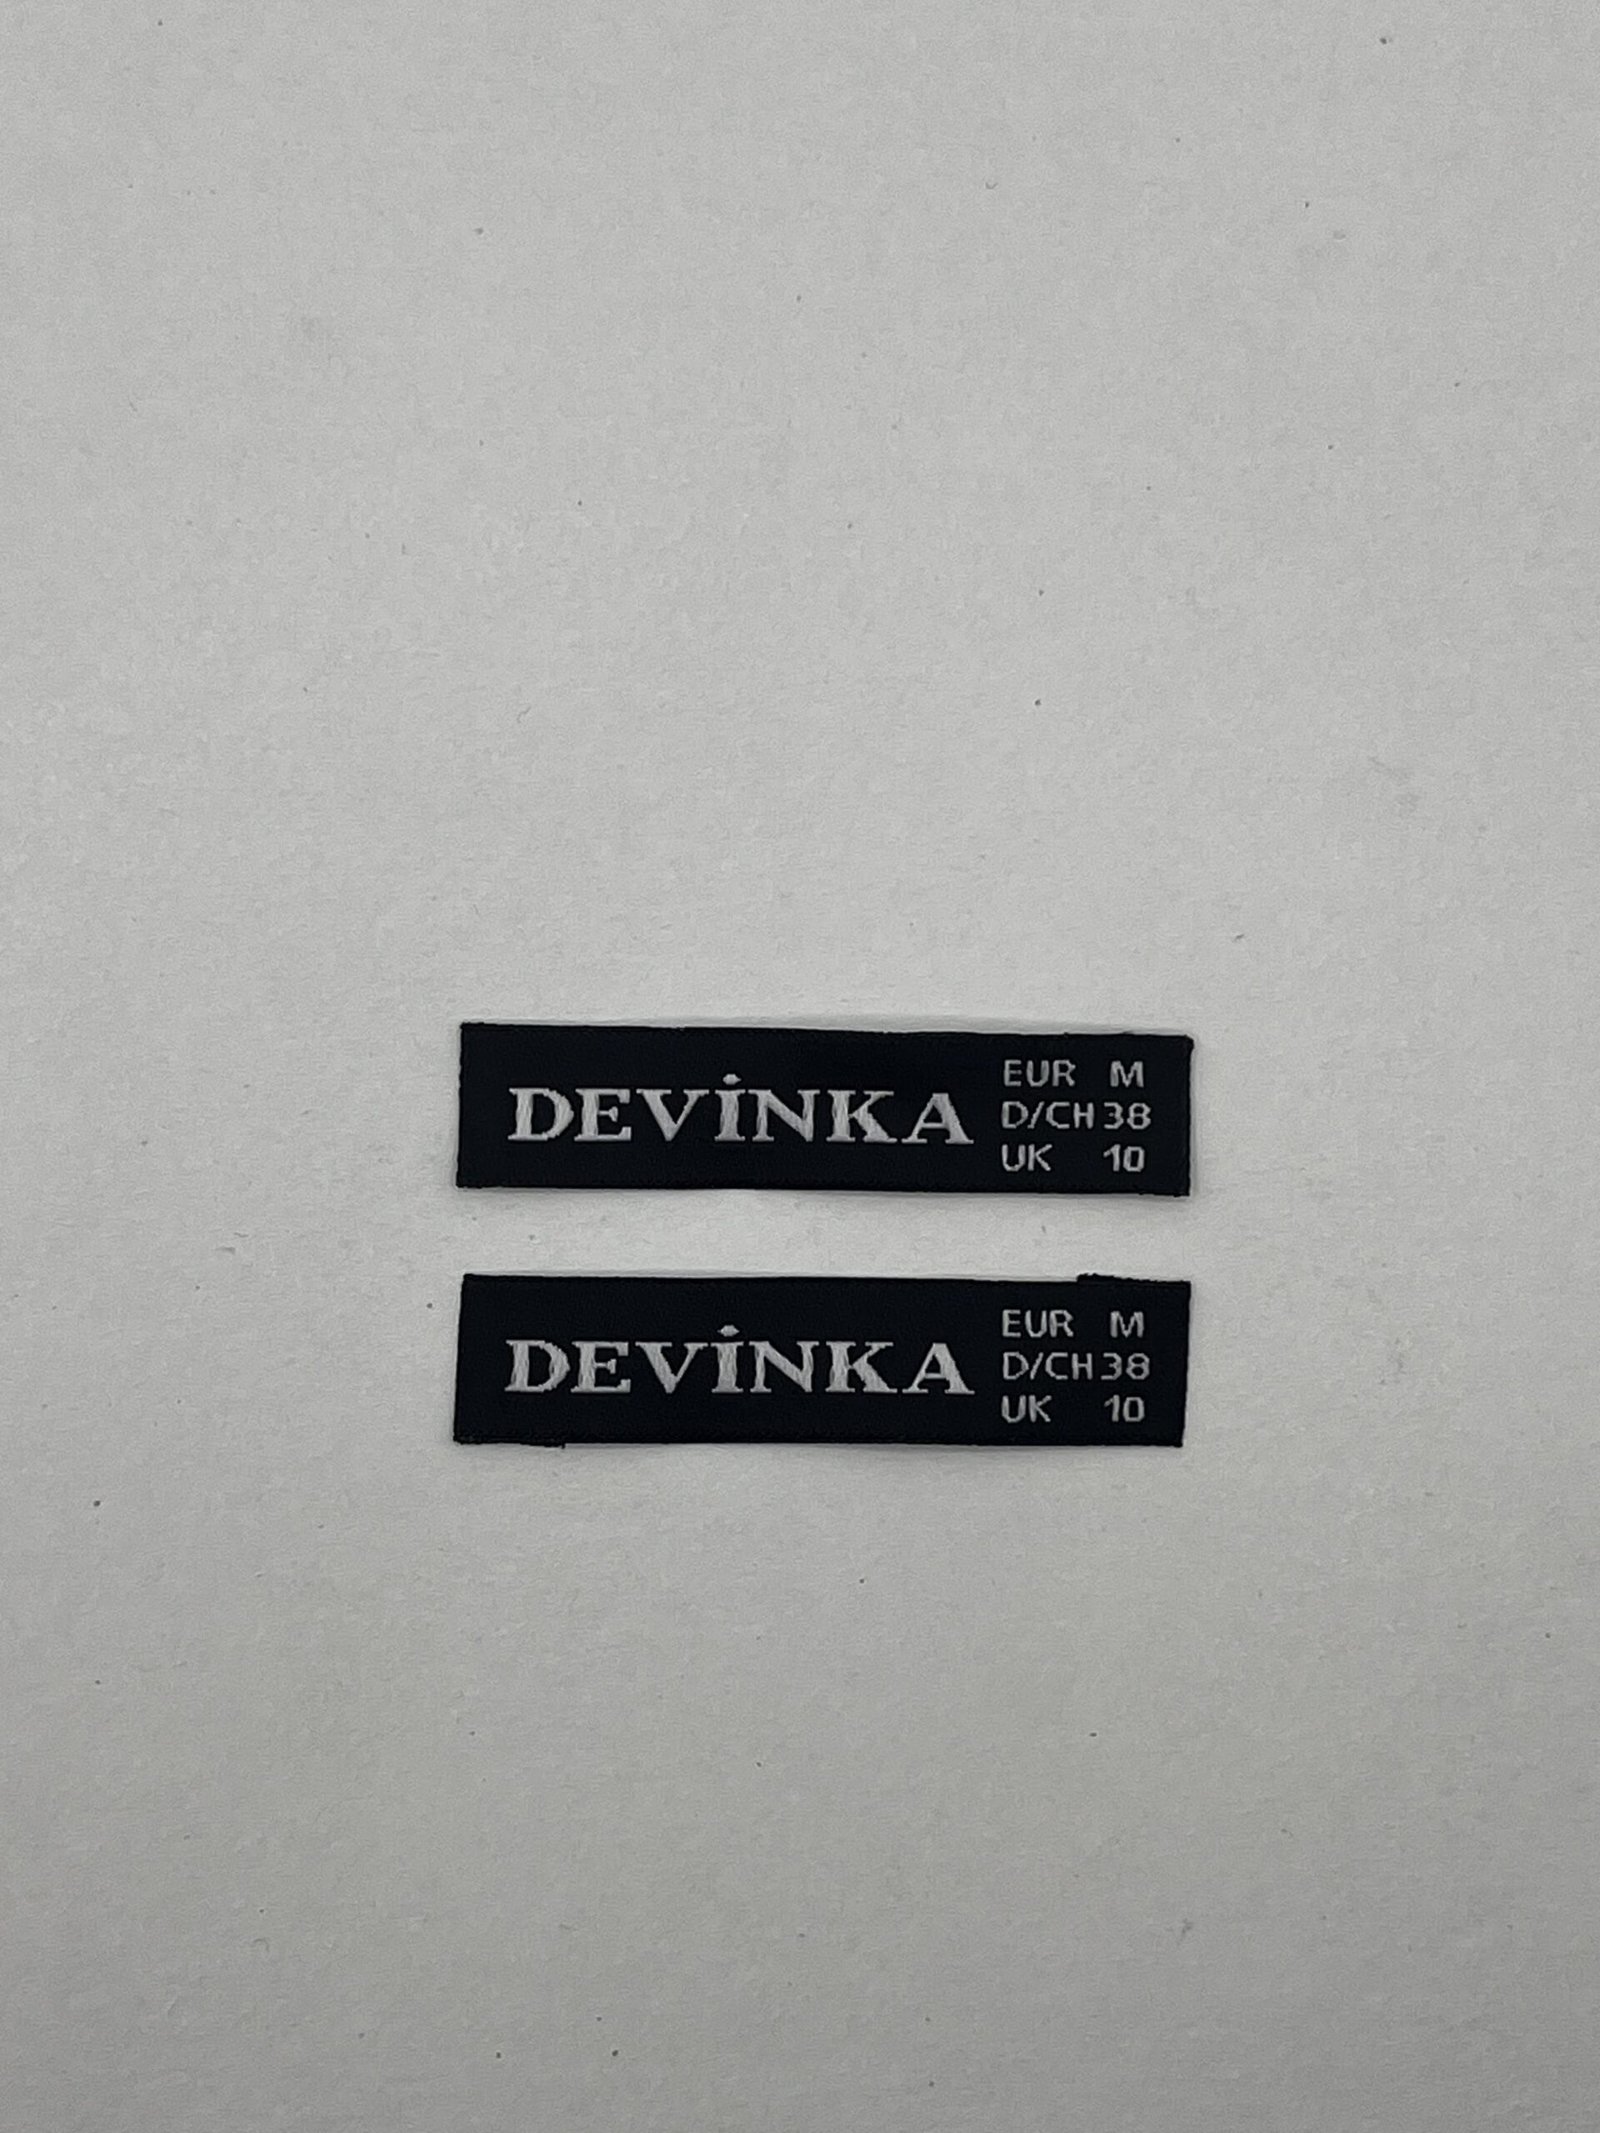 DEVİNKA
EUR M
D/CH 38
UK 10
DEVİNKA
EUR M
D/CH 38
UK 10